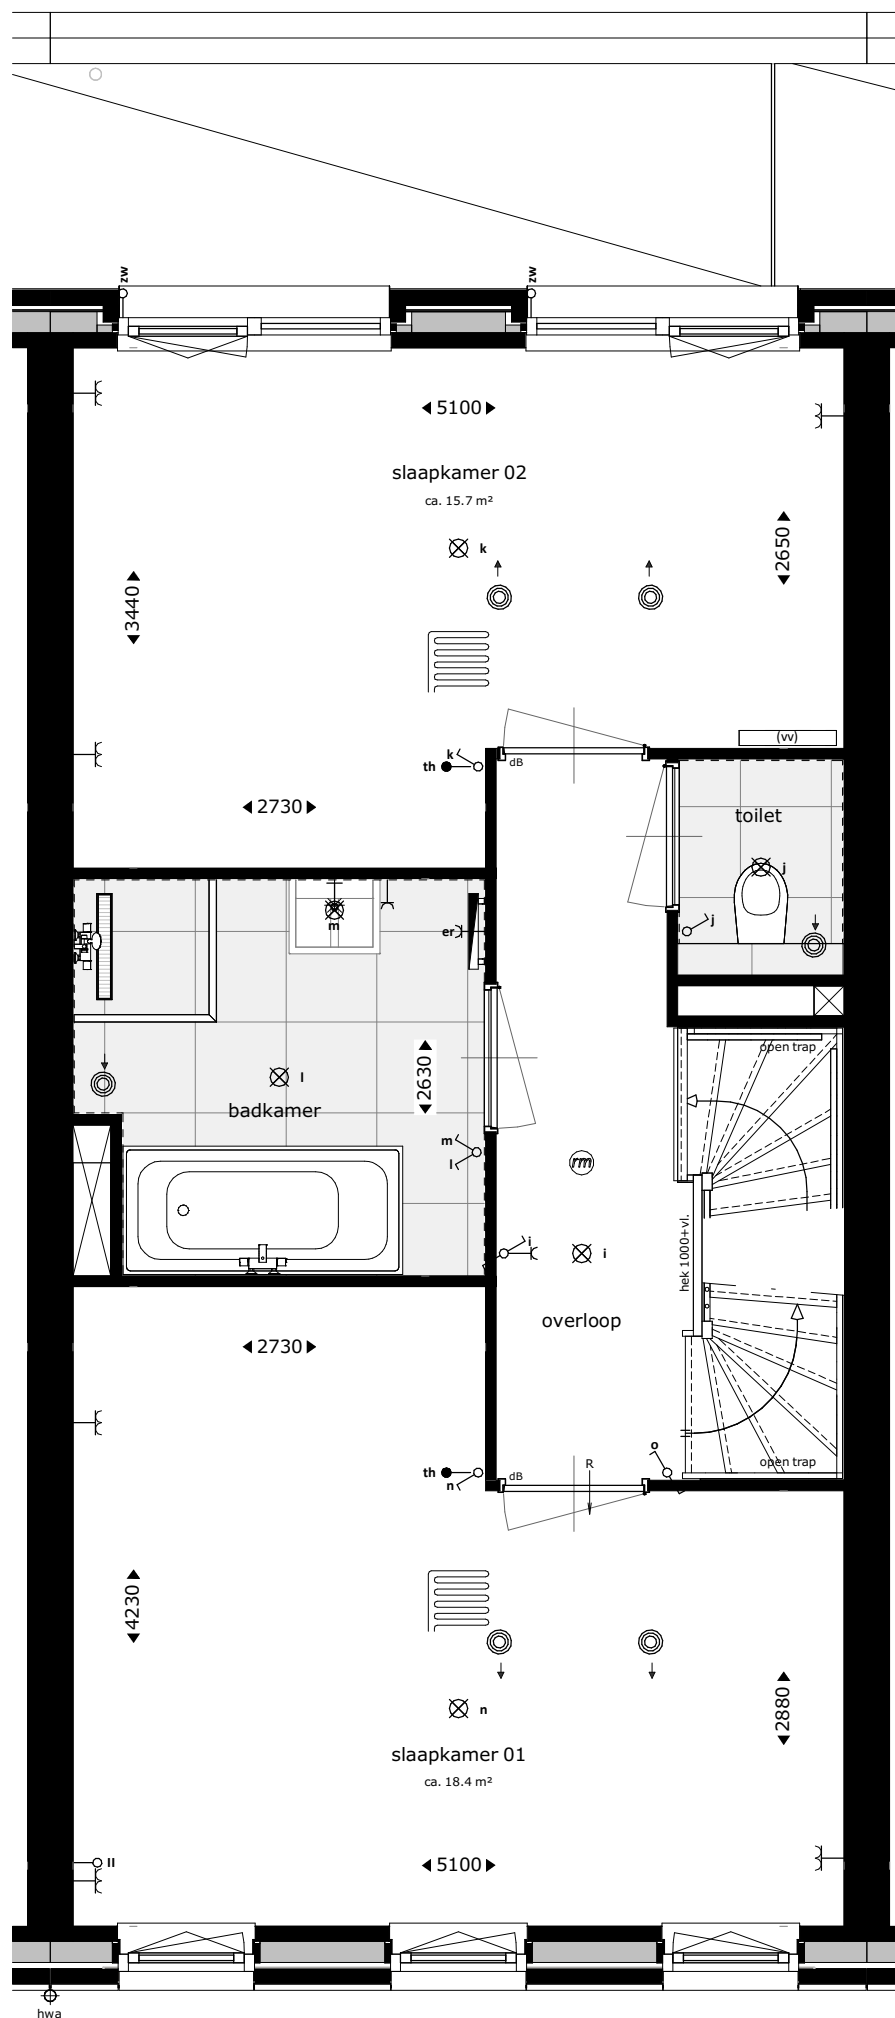 zw
zw
5100
slaapkamer 02
ca. 15.7 m²
k
2650
3440
(vv)
k
th
dB
2730
toilet
j
m
j
er
l
2630
badkamer
m
l
rm
i
i
hek 1000+vl.
open trap
overloop
2730
o
open trap
th
n
dB
R
4230
n
2880
slaapkamer 01
ca. 18.4 m²
II
5100
hwa